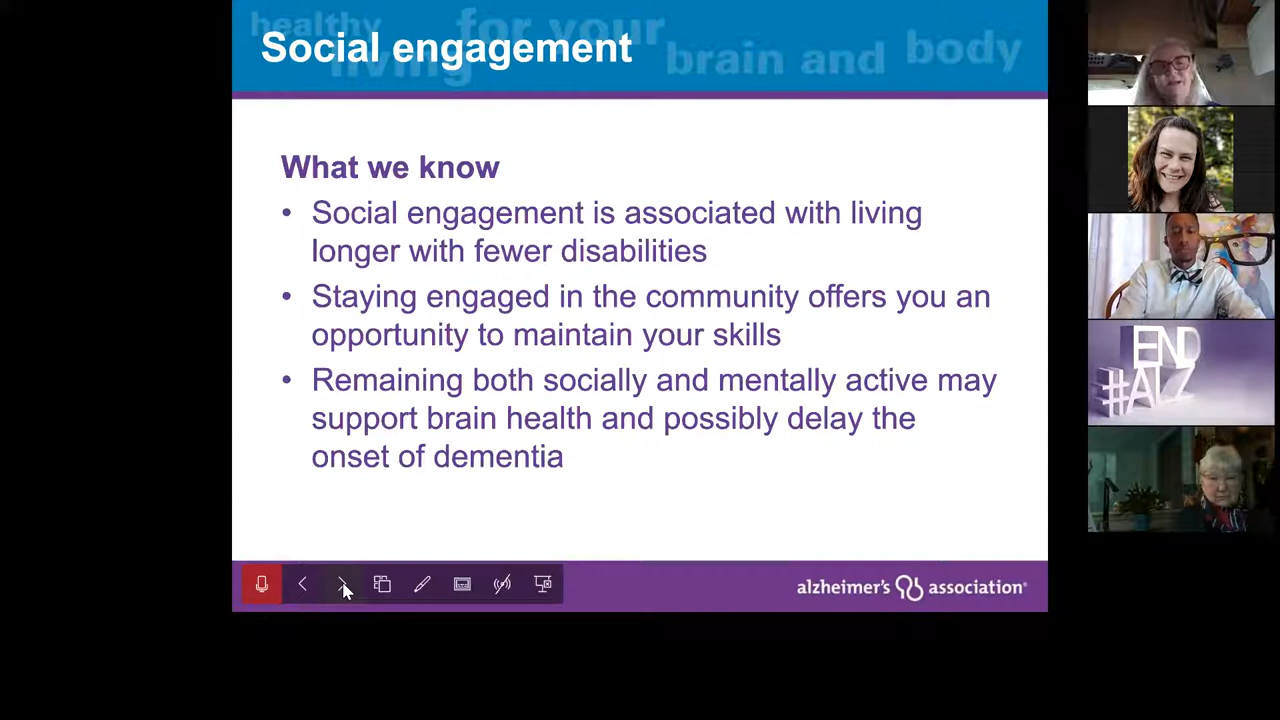 healthy for your
living brain and body
Social engagement
What we know
• Social engagement is associated with living
longer with fewer disabilities
• Staying engaged in the community offers you an
opportunity to maintain your skills
• Remaining both socially and mentally active may
support brain health and possibly delay the
onset of dementia
alzheimer's association®
END
#ALZ